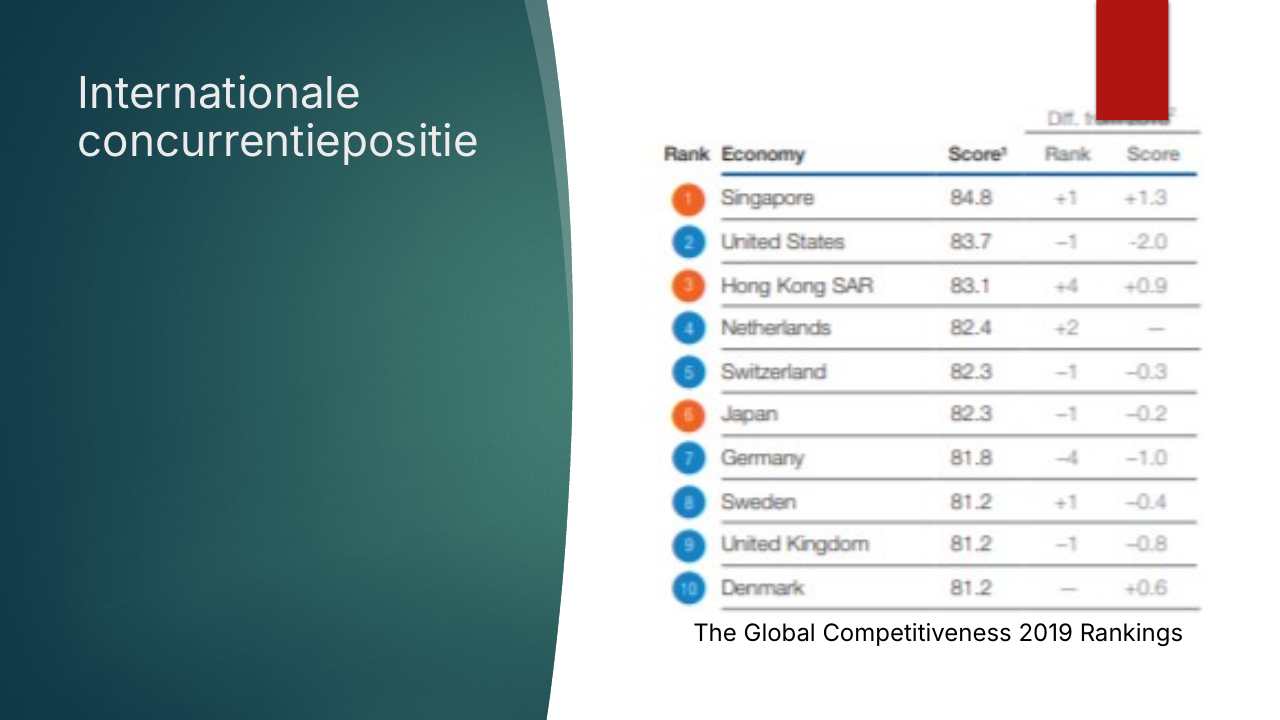 Internationale
concurrentiepositie
Diff. from 2018²
Rank Economy Score¹ Rank Score
1 Singapore 84.8 +1 +1.3
2 United States 83.7 –1 -2.0
3 Hong Kong SAR 83.1 +4 +0.9
4 Netherlands 82.4 +2 —
5 Switzerland 82.3 –1 –0.3
6 Japan 82.3 –1 –0.2
7 Germany 81.8 –4 –1.0
8 Sweden 81.2 +1 –0.4
9 United Kingdom 81.2 –1 –0.8
10 Denmark 81.2 — +0.6
The Global Competitiveness 2019 Rankings